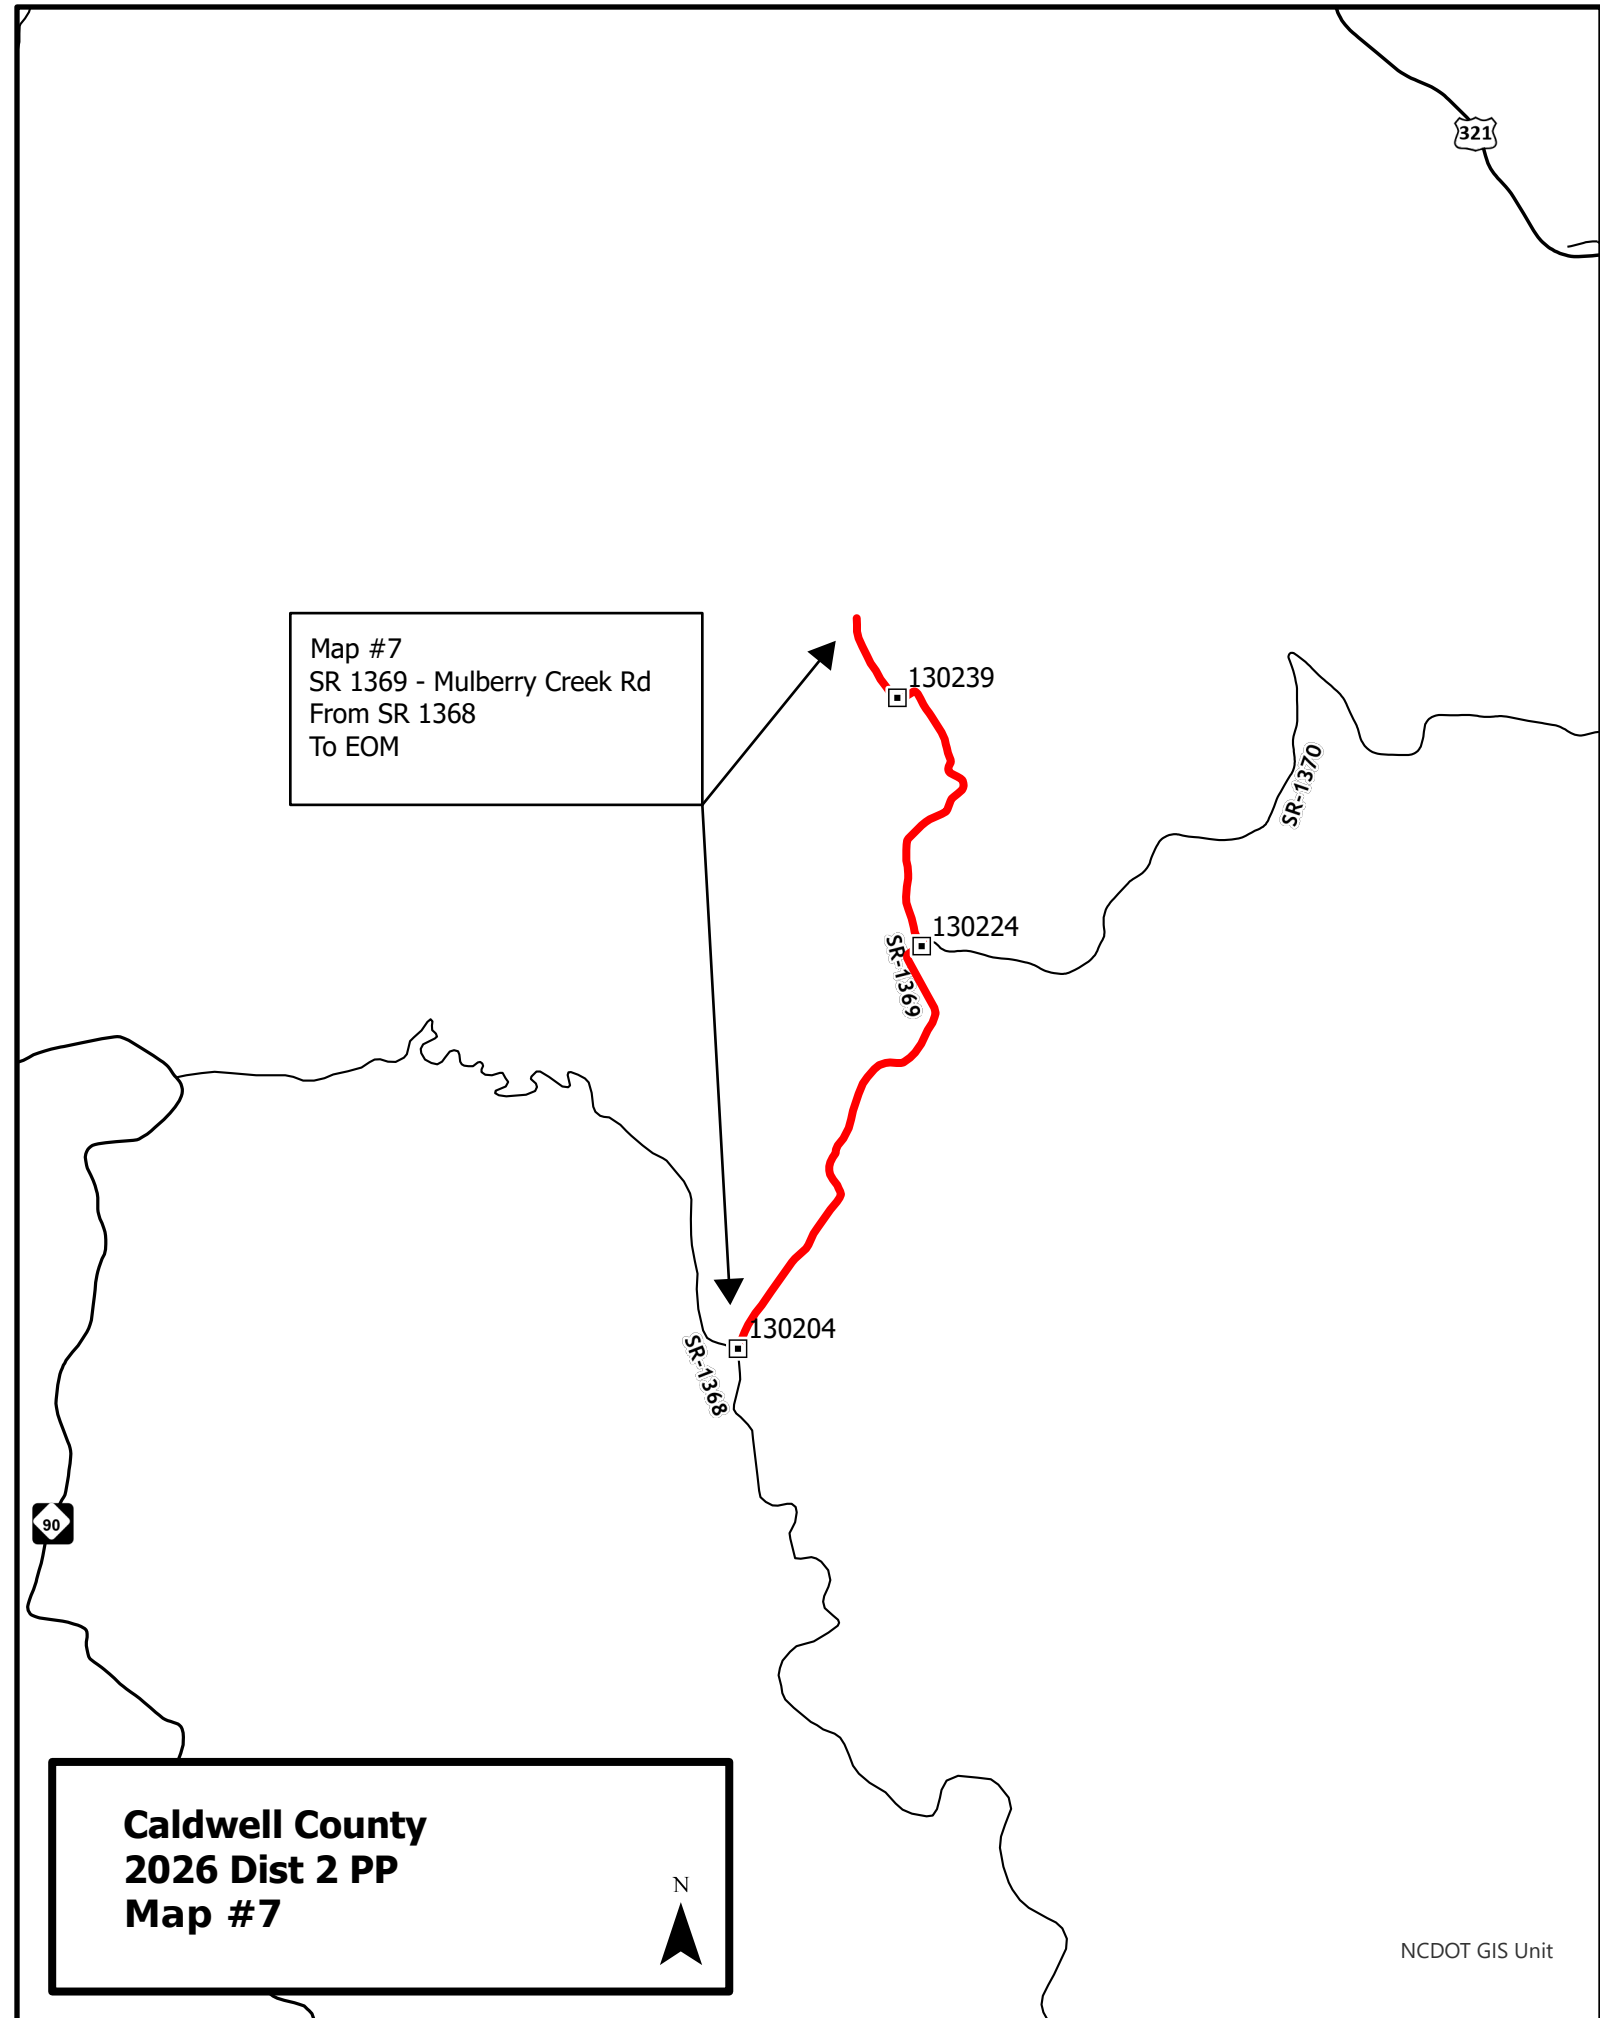 321
Map #7
SR 1369 - Mulberry Creek Rd
From SR 1368
To EOM
130239
SR-1370
130224
SR-1369
130204
SR-1368
90
Caldwell County
2026 Dist 2 PP
Map #7
N
NCDOT GIS Unit